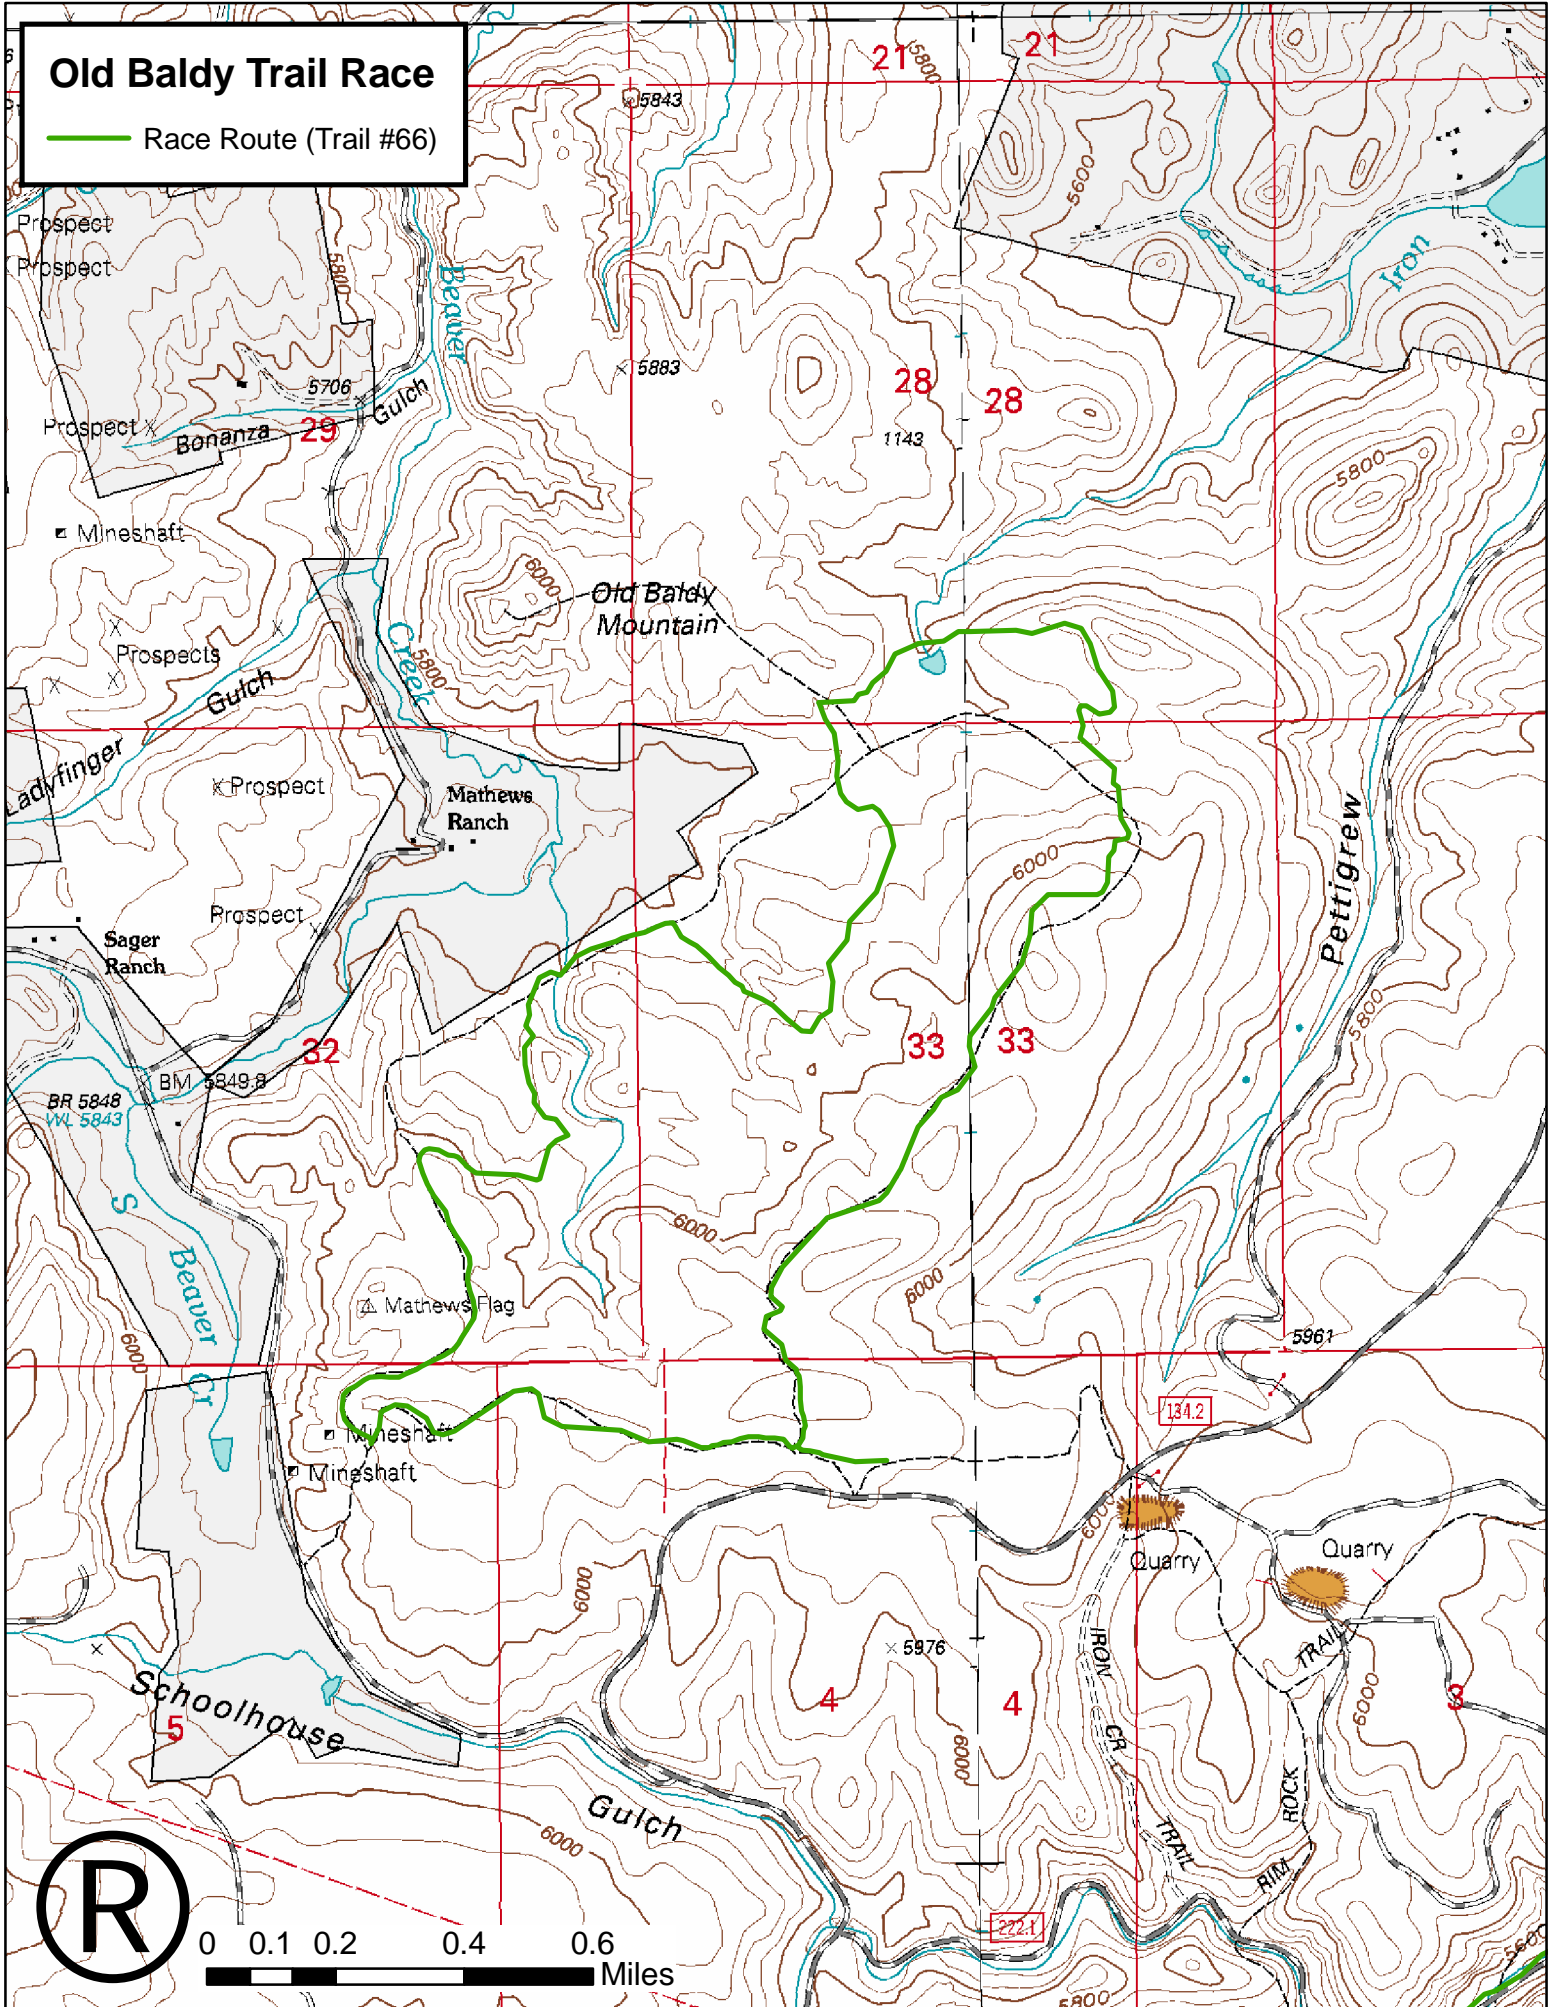 Old Baldy Trail Race
Race Route (Trail #66)
21
5800
21
5843
5600
Prospect
Prospect
5800
Beaver
Iron
5706
Gulch
5883
28
28
Prospect
Bonanza
29
1143
5800
Mineshaft
6000
Old Baldy
Mountain
Prospects
Creek
5800
Gulch
Ladyfinger
Prospect
Mathews
Ranch
Pettigrew
6000
Prospect
Sager
Ranch
5800
32
33
33
BM 5849.8
BR 5848
WL 5843
S
Beaver
Cr
6000
6000
Mathews Flag
6000
5961
134.2
Mineshaft
Mineshaft
6000
Quarry
Quarry
6000
IRON
CR
TRAIL
TRAIL
5976
6000
4
4
3
5
Schoolhouse
6000
ROCK
RIM
Gulch
6000
222.1
5600
5800
R
0 0.1 0.2 0.4 0.6
Miles